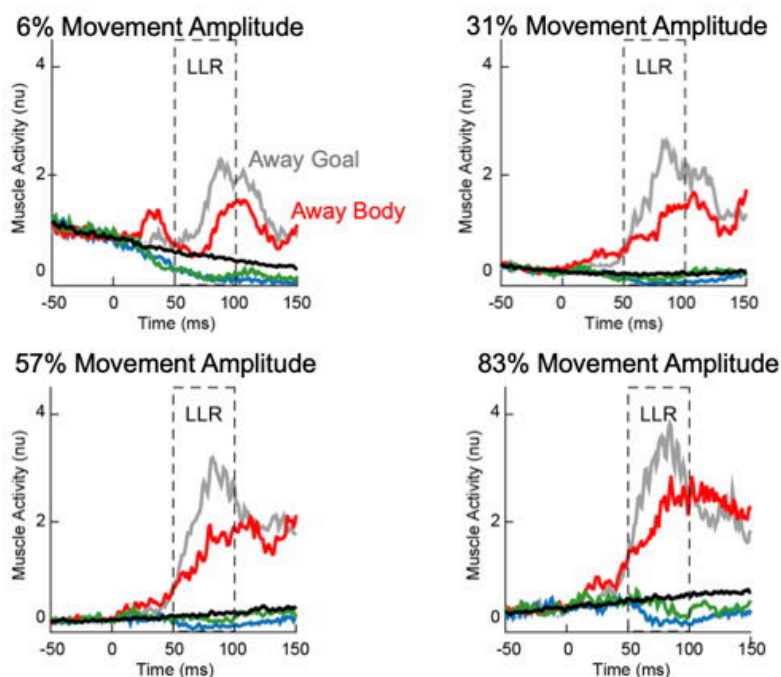 6% Movement Amplitude
Muscle Activity (nu)
4
2
0
LLR
Away Goal
Away Body
-50 0 50 100 150
Time (ms)
31% Movement Amplitude
Muscle Activity (nu)
4
2
0
LLR
-50 0 50 100 150
Time (ms)
57% Movement Amplitude
Muscle Activity (nu)
4
2
0
LLR
-50 0 50 100 150
Time (ms)
83% Movement Amplitude
Muscle Activity (nu)
4
2
0
LLR
-50 0 50 100 150
Time (ms)